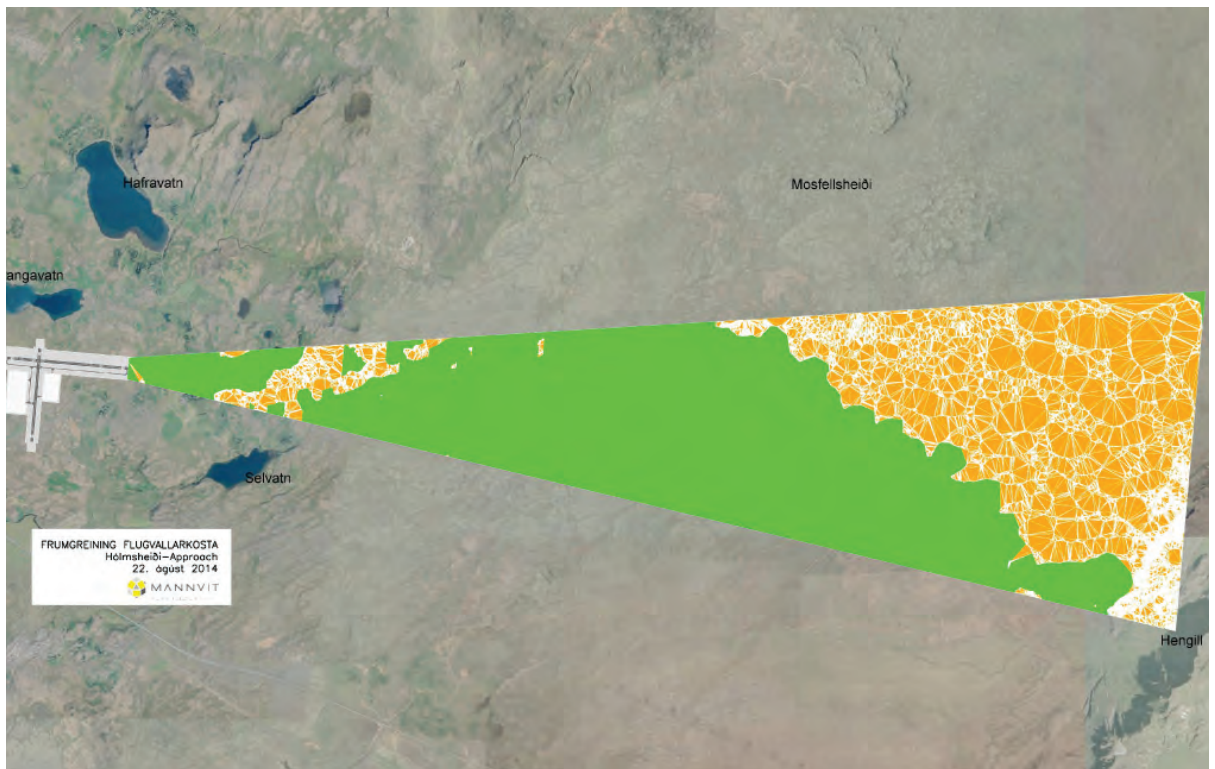 Hafravatn
Mosfellsheiði
angavatn
Selvatn
FRUMGREINING FLUGVALLARKOSTA
Hólmsheiði-Approach
22. ágúst 2014
MANNVIT
Hengill